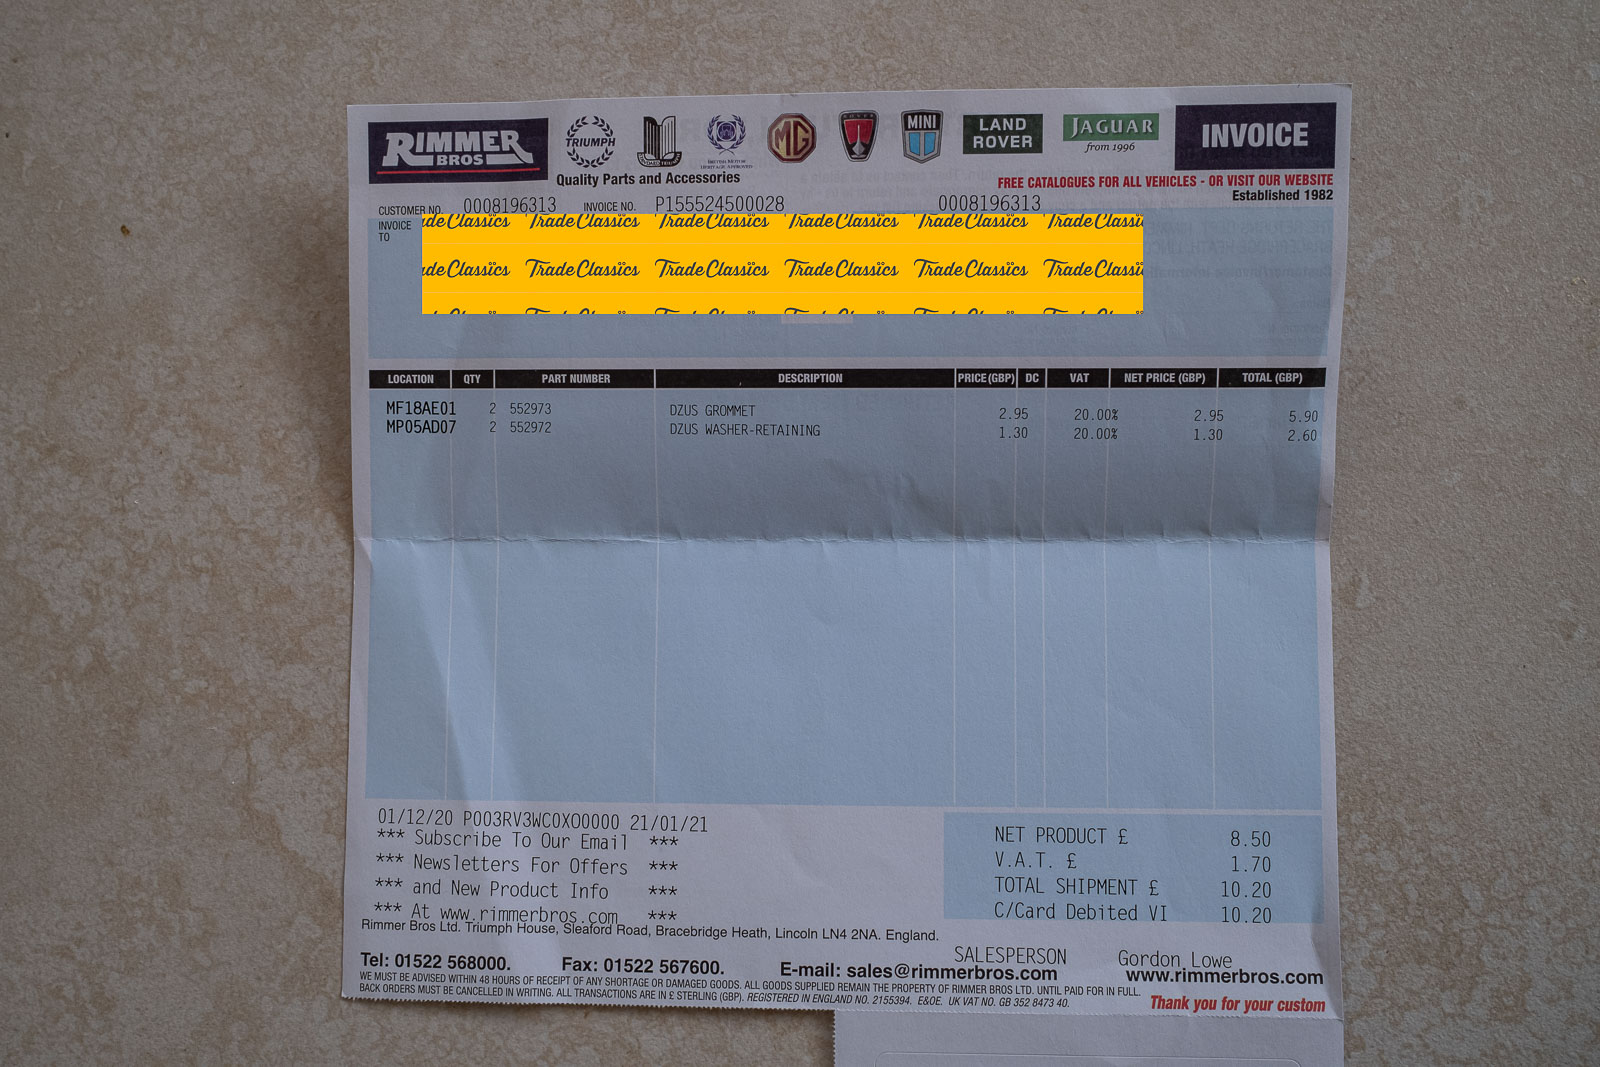 RIMMER BROS
TRIUMPH
MG
ROVER
MINI
LAND ROVER
JAGUAR
from 1996
INVOICE
Quality Parts and Accessories
FREE CATALOGUES FOR ALL VEHICLES - OR VISIT OUR WEBSITE
Established 1982
CUSTOMER NO. 0008196313 INVOICE NO. P155524500028 0008196313
INVOICE TO
ade Classics Trade Classics Trade Classics Trade Classics Trade Classics Trade Classi
ade Classics Trade Classics Trade Classics Trade Classics Trade Classics Trade Classi
LOCATION QTY PART NUMBER DESCRIPTION PRICE (GBP) DC VAT NET PRICE (GBP) TOTAL (GBP)
MF18AE01 2 552973 DZUS GROMMET 2.95 20.00% 2.95 5.90
MP05AD07 2 552972 DZUS WASHER-RETAINING 1.30 20.00% 1.30 2.60
01/12/20 P003RV3WC0X00000 21/01/21
*** Subscribe To Our Email ***
*** Newsletters For Offers ***
*** and New Product Info ***
*** At www.rimmerbros.com ***
NET PRODUCT £ 8.50
V.A.T. £ 1.70
TOTAL SHIPMENT £ 10.20
C/Card Debited VI 10.20
Rimmer Bros Ltd. Triumph House, Sleaford Road, Bracebridge Heath, Lincoln LN4 2NA. England.
SALESPERSON Gordon Lowe
Tel: 01522 568000. Fax: 01522 567600. E-mail: sales@rimmerbros.com www.rimmerbros.com
WE MUST BE ADVISED WITHIN 48 HOURS OF RECEIPT OF ANY SHORTAGE OR DAMAGED GOODS. ALL GOODS SUPPLIED REMAIN THE PROPERTY OF RIMMER BROS LTD. UNTIL PAID FOR IN FULL.
BACK ORDERS MUST BE CANCELLED IN WRITING. ALL TRANSACTIONS ARE IN £ STERLING (GBP). REGISTERED IN ENGLAND NO. 2155394. E&OE. UK VAT NO. GB 352 8473 40.
Thank you for your custom